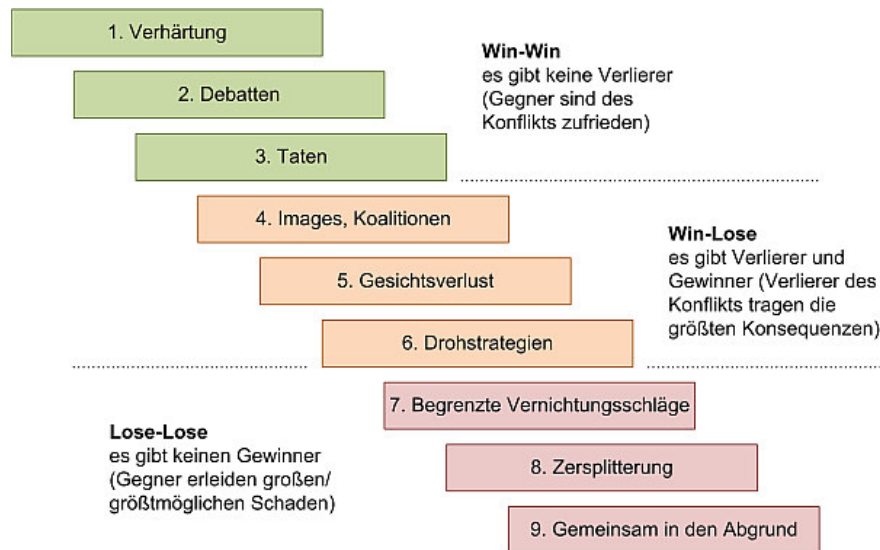 1. Verhärtung
2. Debatten
3. Taten
Win-Win
es gibt keine Verlierer
(Gegner sind des
Konflikts zufrieden)
4. Images, Koalitionen
5. Gesichtsverlust
6. Drohstrategien
Win-Lose
es gibt Verlierer und
Gewinner (Verlierer des
Konflikts tragen die
größten Konsequenzen)
7. Begrenzte Vernichtungsschläge
8. Zersplitterung
9. Gemeinsam in den Abgrund
Lose-Lose
es gibt keinen Gewinner
(Gegner erleiden großen/
größtmöglichen Schaden)